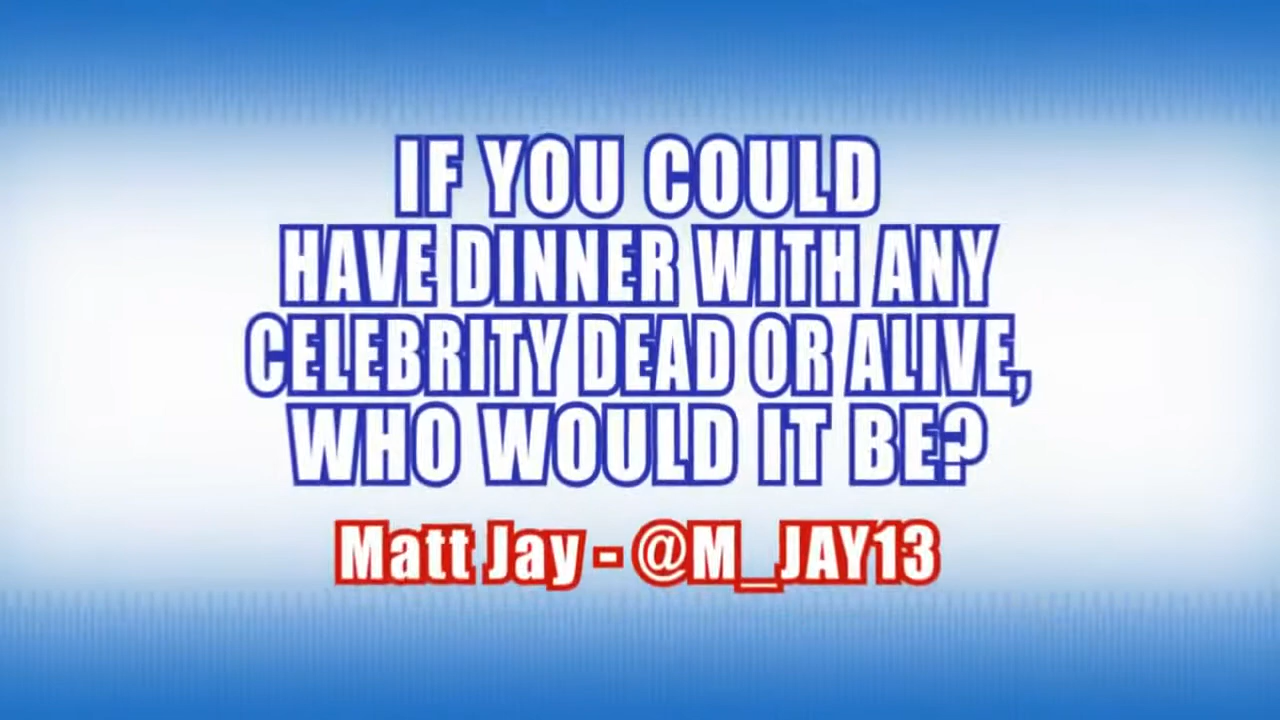 IF YOU COULD
HAVE DINNER WITH ANY
CELEBRITY DEAD OR ALIVE,
WHO WOULD IT BE?
Matt Jay - @M_JAY13